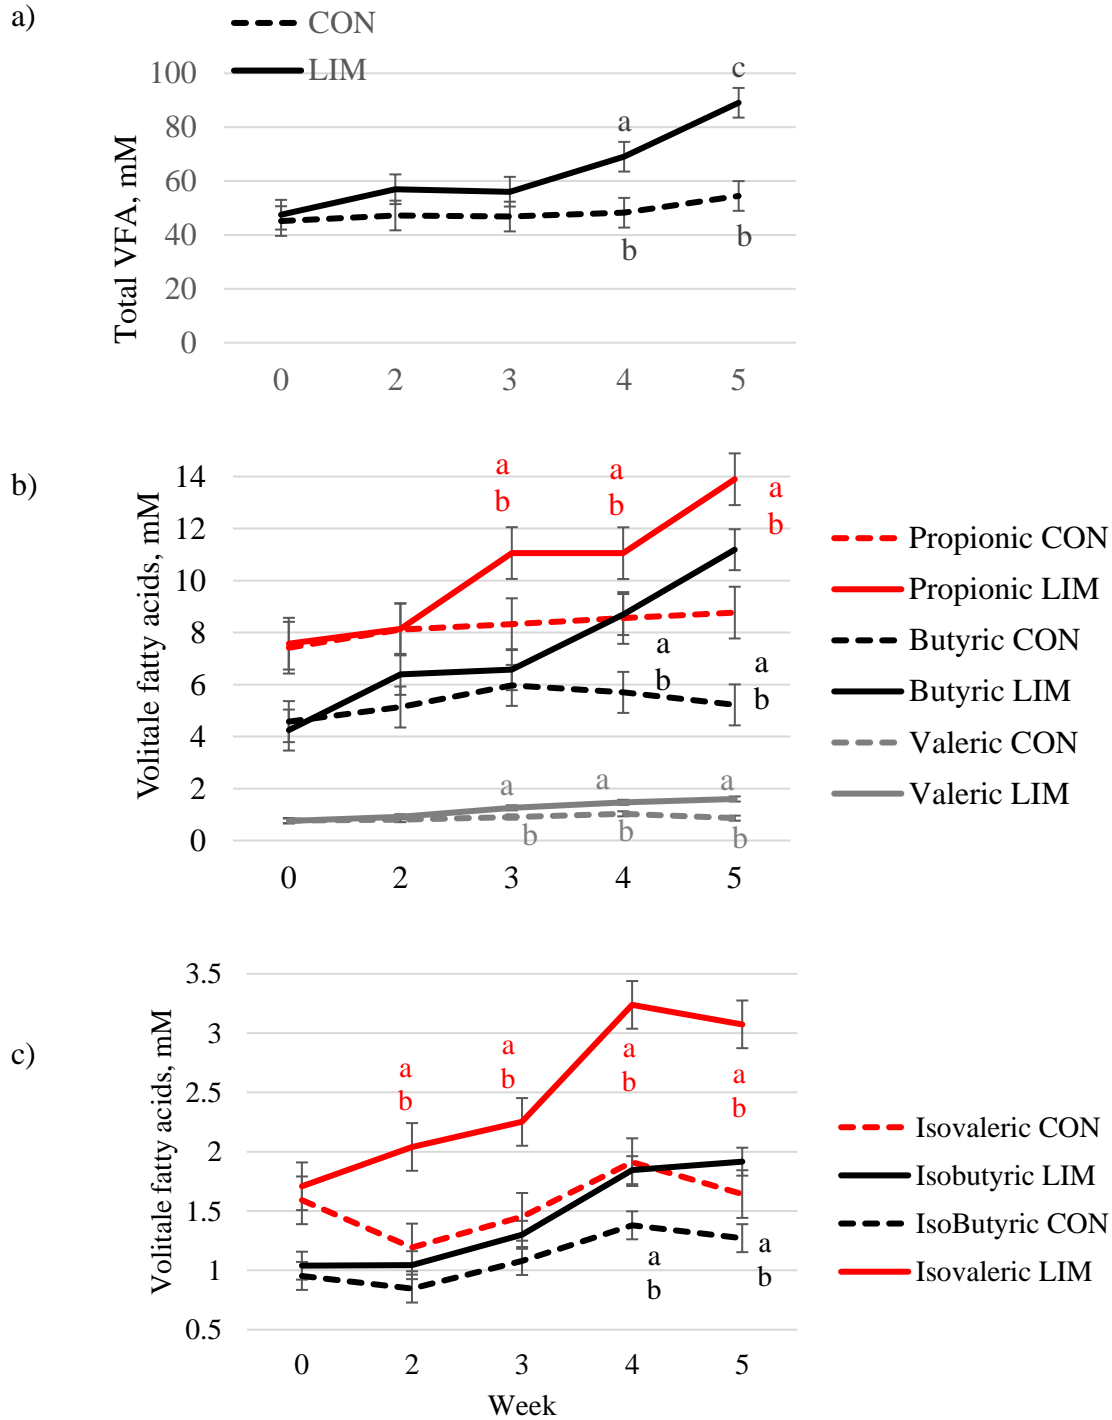 a)
CON
LIM
Total VFA, mM
100
80
60
40
20
0
c
a
b
b
0 2 3 4 5
b)
Volitale fatty acids, mM
14
12
10
8
6
4
2
0
a
b
a
b
a
b
a
b
a
b
a
a
a
b
b
b
0 2 3 4 5
Propionic CON
Propionic LIM
Butyric CON
Butyric LIM
Valeric CON
Valeric LIM
c)
Volitale fatty acids, mM
3.5
3
2.5
2
1.5
1
0.5
a
b
a
b
a
b
a
b
a
b
a
b
0 2 3 4 5
Week
Isovaleric CON
Isobutyric LIM
IsoButyric CON
Isovaleric LIM